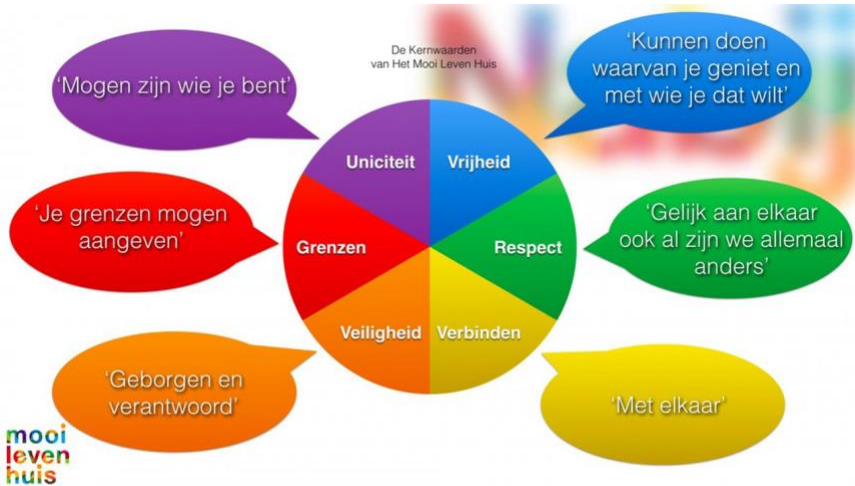 De Kernwaarden
van Het Mooi Leven Huis
'Mogen zijn wie je bent'
'Kunnen doen
waarvan je geniet en
met wie je dat wilt'
Uniciteit
Vrijheid
'Je grenzen mogen
aangeven'
Grenzen
Respect
'Gelijk aan elkaar
ook al zijn we allemaal
anders'
Veiligheid
Verbinden
'Geborgen en
verantwoord'
'Met elkaar'
mooi
leven
huis